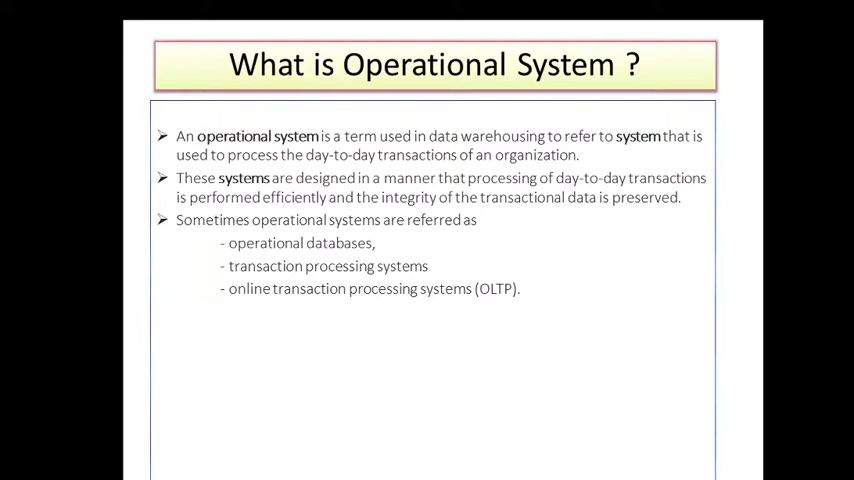 What is Operational System ?
➢ An operational system is a term used in data warehousing to refer to system that is
used to process the day-to-day transactions of an organization.
➢ These systems are designed in a manner that processing of day-to-day transactions
is performed efficiently and the integrity of the transactional data is preserved.
➢ Sometimes operational systems are referred as
- operational databases,
- transaction processing systems
- online transaction processing systems (OLTP).